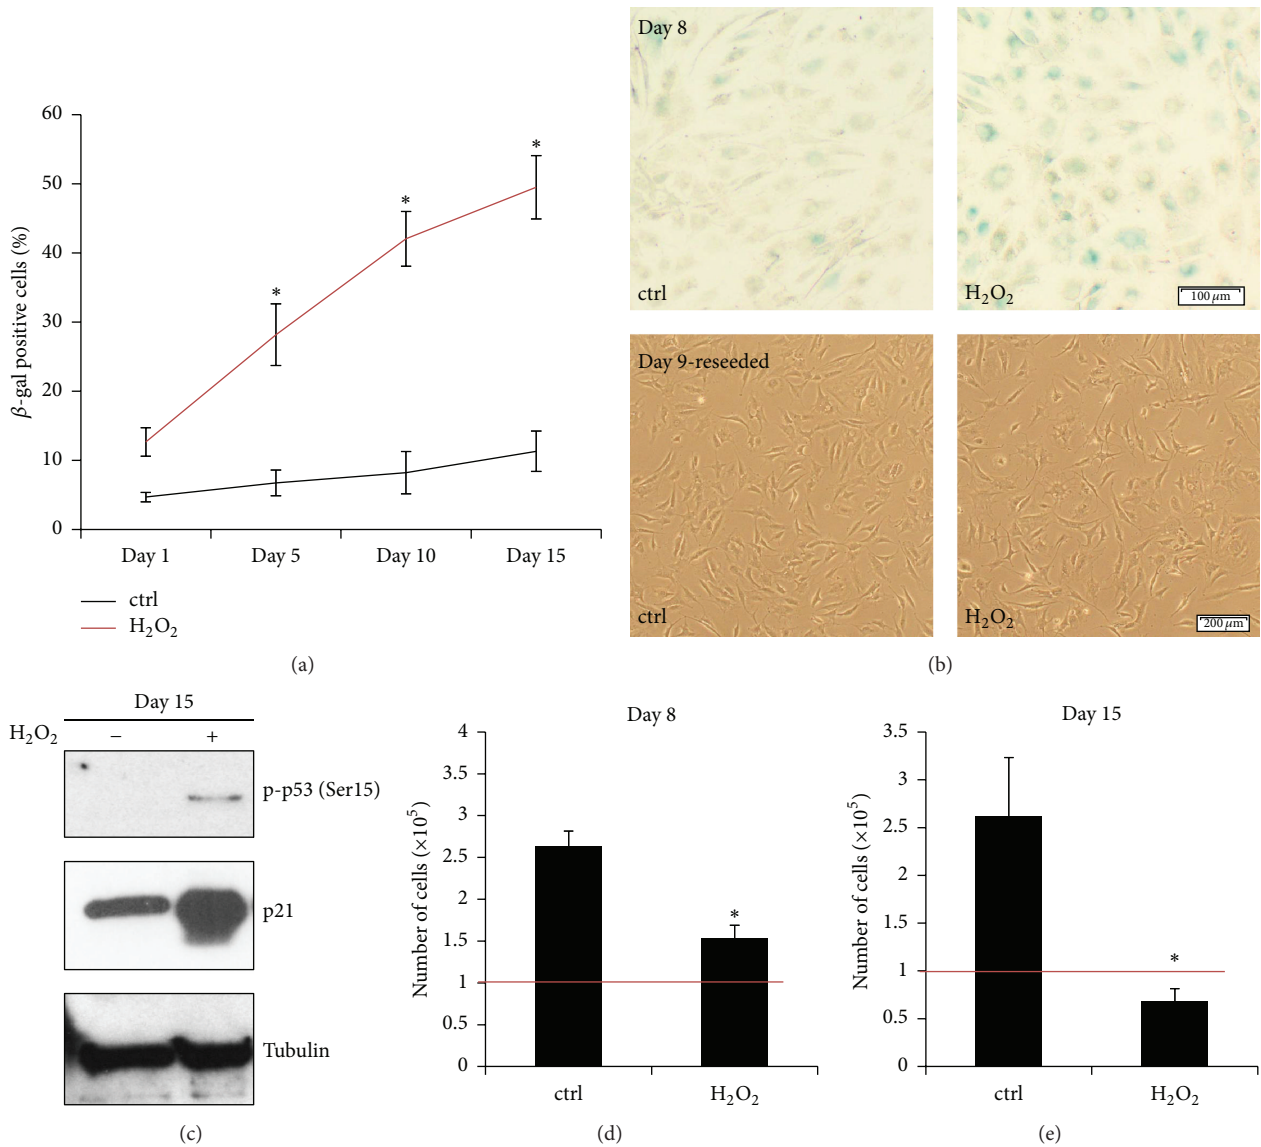 60
50
40
30
20
10
0
β-gal positive cells (%)
*
*
*
Day 1
Day 5
Day 10
Day 15
ctrl
H₂O₂
(a)
Day 8
ctrl
H₂O₂
100 μm
Day 9-reseeded
ctrl
H₂O₂
200 μm
(b)
Day 15
H₂O₂
−
+
p-p53 (Ser15)
p21
Tubulin
(c)
Day 8
4
3.5
3
2.5
2
1.5
1
0.5
0
Number of cells (×10⁵)
*
ctrl
H₂O₂
(d)
Day 15
3.5
3
2.5
2
1.5
1
0.5
0
Number of cells (×10⁵)
*
ctrl
H₂O₂
(e)